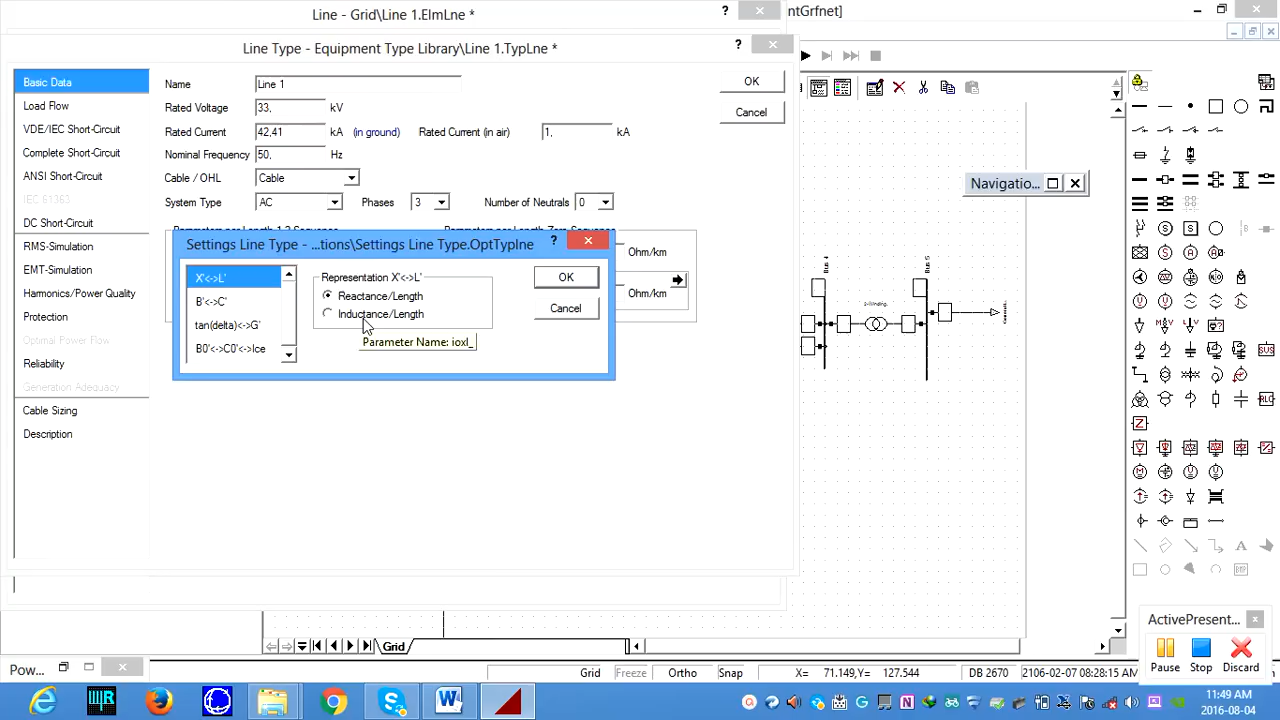 Line - Grid\Line 1.ElmLne *
ntGrfnet]
Line Type - Equipment Type Library\Line 1.TypLne *
Basic Data
Load Flow
VDE/IEC Short-Circuit
Complete Short-Circuit
ANSI Short-Circuit
IEC 61363
DC Short-Circuit
RMS-Simulation
EMT-Simulation
Harmonics/Power Quality
Protection
Optimal Power Flow
Reliability
Generation Adequacy
Cable Sizing
Description
Name Line 1
Rated Voltage 33, kV
Rated Current 42,41 kA (in ground) Rated Current (in air) 1, kA
Nominal Frequency 50, Hz
Cable / OHL Cable
System Type AC Phases 3 Number of Neutrals 0
OK
Cancel
Ohm/km
Ohm/km
Settings Line Type - ...tions\Settings Line Type.OptTyplne
X'<->L'
B'<->C'
tan(delta)<->G'
B0'<->C0'<->Ice
Representation X'<->L'
Reactance/Length
Inductance/Length
OK
Cancel
Parameter Name: ioxl_
Navigatio...
Bus 4
Bus 5
2-Winding..
Grid
Pow...
Grid Freeze Ortho Snap X= 71.149,Y= 127.544 DB 2670 2106-02-07 08:28:15 AM
ActivePresent...
Pause Stop Discard
11:49 AM
2016-08-04